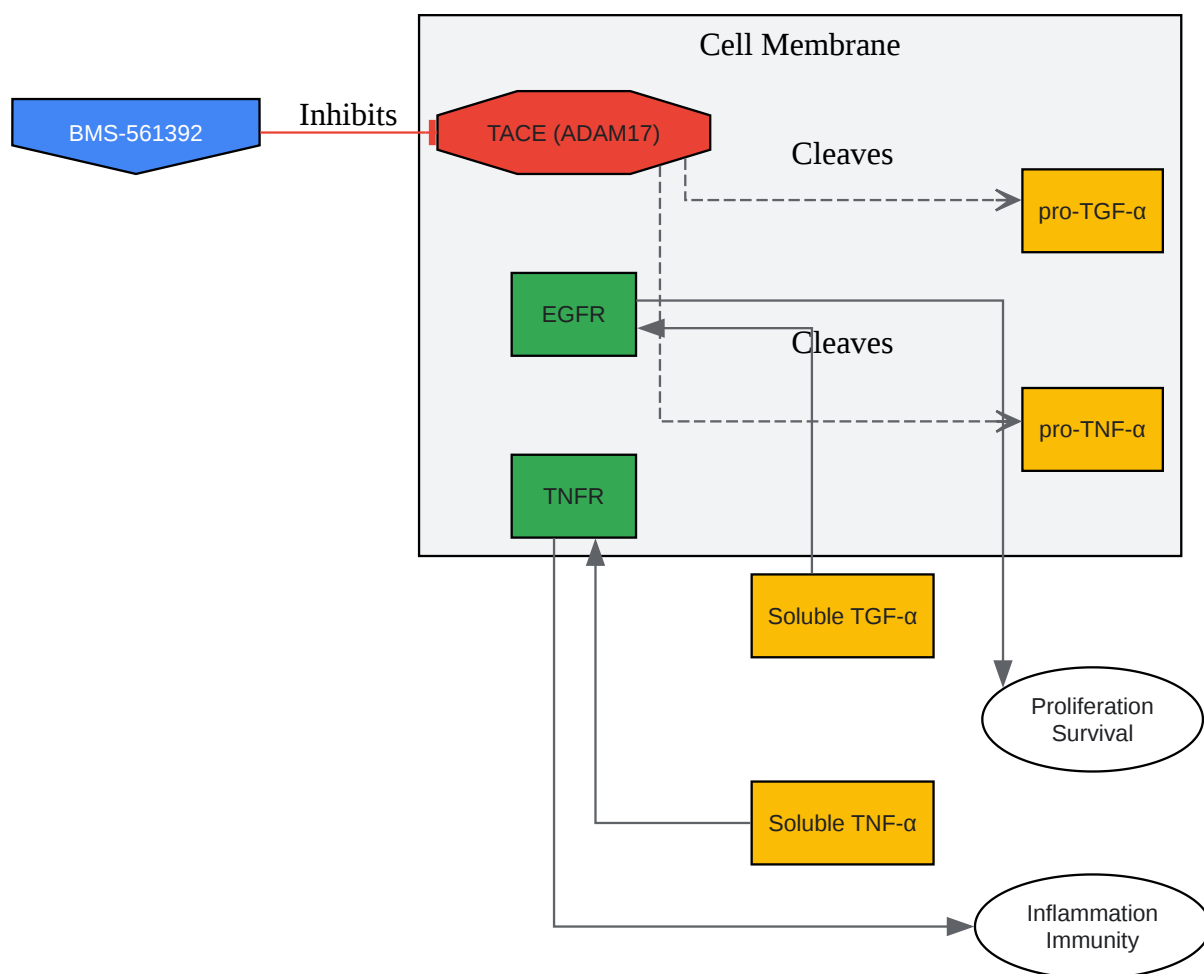 Cell Membrane
BMS-561392
Inhibits
TACE (ADAM17)
Cleaves
pro-TGF-α
EGFR
Cleaves
pro-TNF-α
TNFR
Soluble TGF-α
Proliferation
Survival
Soluble TNF-α
Inflammation
Immunity